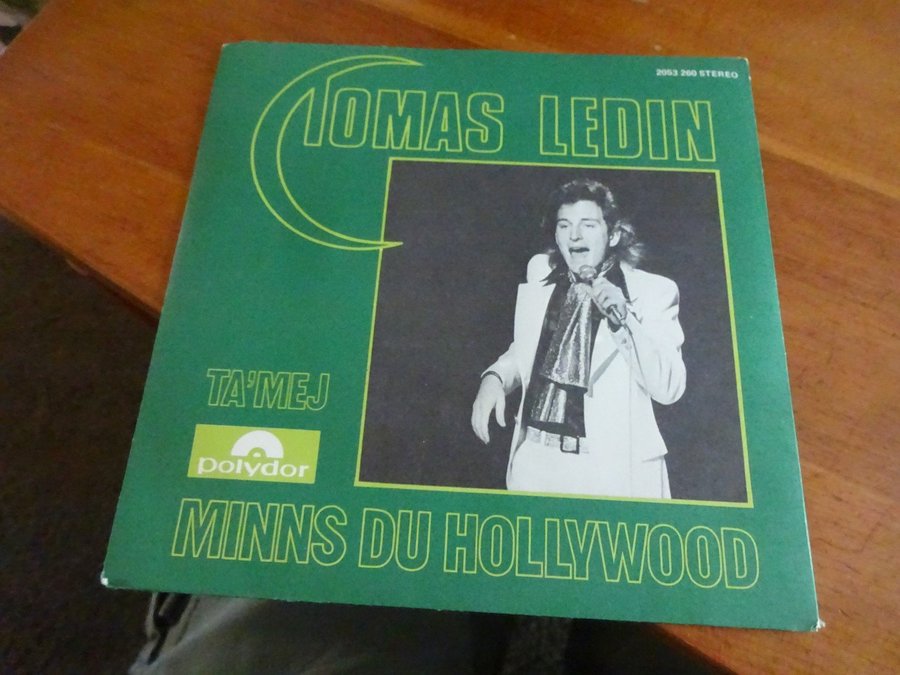 2053 260 STEREO
TOMAS LEDIN
TA'MEJ
polydor
MINNS DU HOLLYWOOD